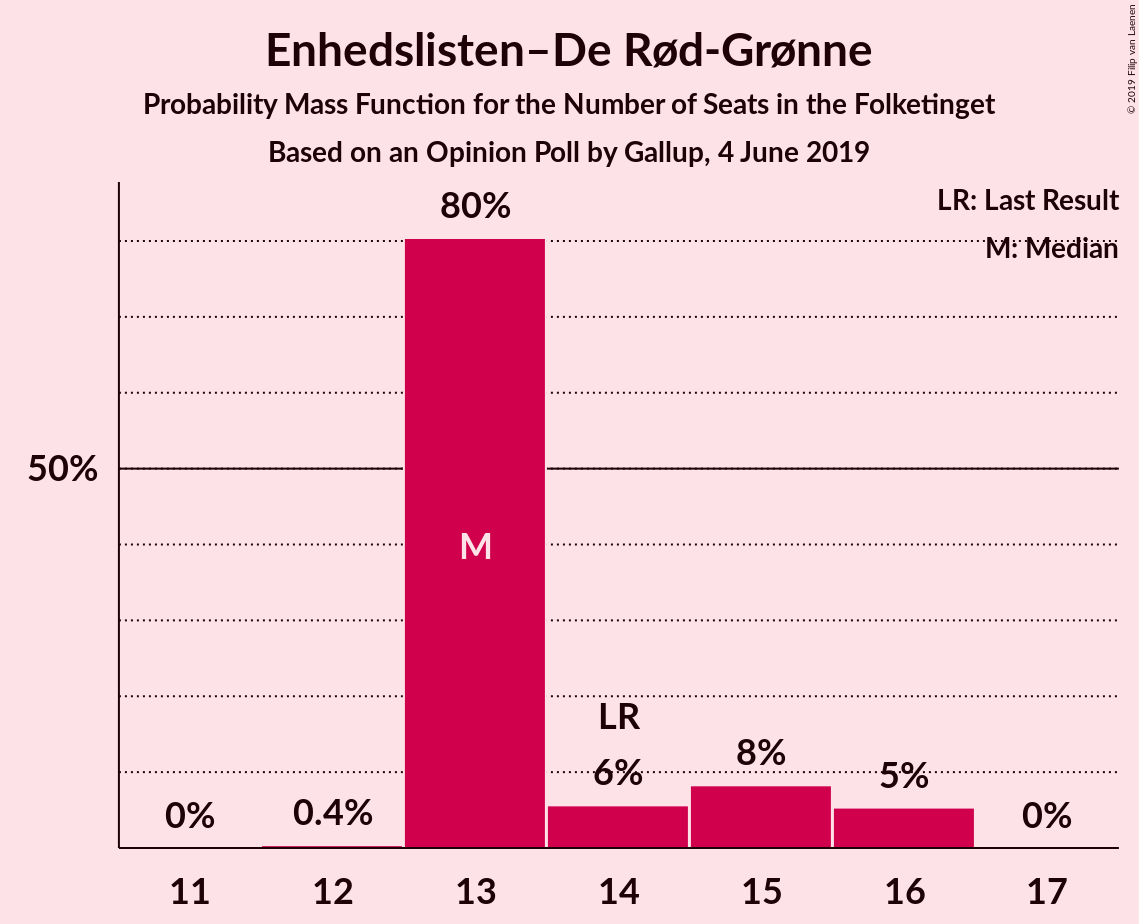 Enhedslisten–De Rød-Grønne
Probability Mass Function for the Number of Seats in the Folketinget
Based on an Opinion Poll by Gallup, 4 June 2019
© 2019 Filip van Laenen
LR: Last Result
M: Median
80%
50%
M
LR
0%
0.4%
6%
8%
5%
0%
11 12 13 14 15 16 17